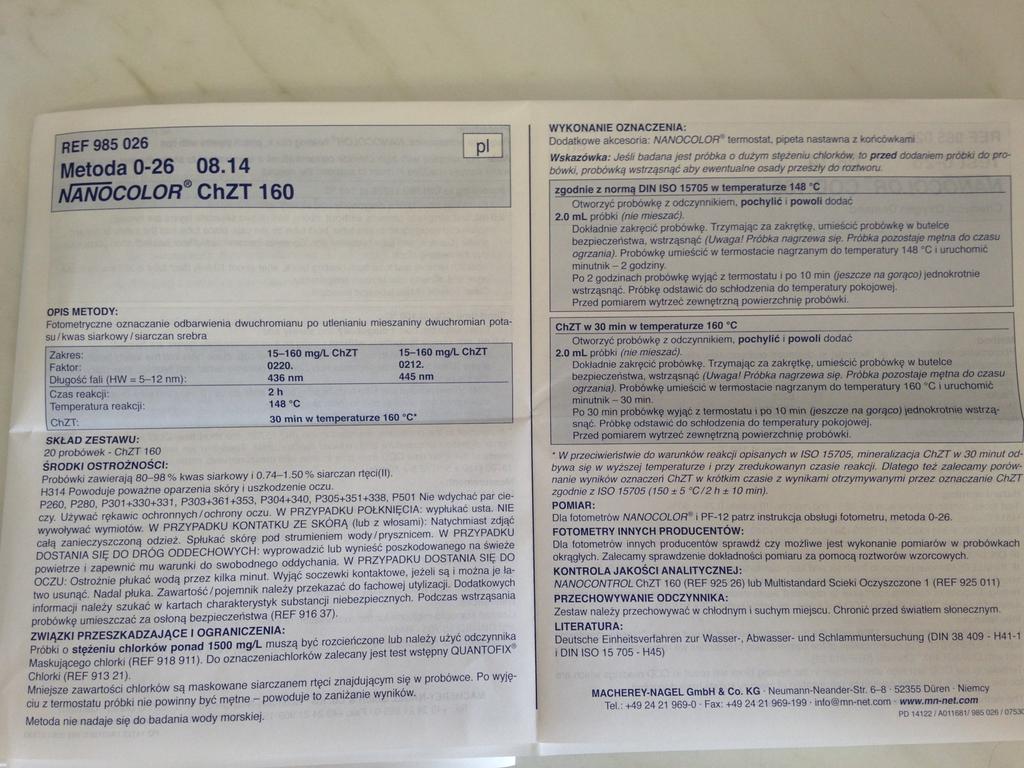 REF 985 026
pl
Metoda 0-26 08.14
NANOCOLOR® ChZT 160
OPIS METODY:
Fotometryczne oznaczanie odbarwienia dwuchromianu po utlenianiu mieszaniny dwuchromian pota-
su/kwas siarkowy/siarczan srebra
Zakres: 15–160 mg/L ChZT 15–160 mg/L ChZT
Faktor: 0220. 0212.
Długość fali (HW = 5–12 nm): 436 nm 445 nm
Czas reakcji: 2 h
Temperatura reakcji: 148 °C
ChZT: 30 min w temperaturze 160 °C*
SKŁAD ZESTAWU:
20 probówek - ChZT 160
ŚRODKI OSTROŻNOŚCI:
Probówki zawierają 80–98% kwas siarkowy i 0.74–1.50% siarczan rtęci(II).
H314 Powoduje poważne oparzenia skóry i uszkodzenie oczu.
P260, P280, P301+330+331, P303+361+353, P304+340, P305+351+338, P501 Nie wdychać par cie-
czy. Używać rękawic ochronnych/ochrony oczu. W PRZYPADKU POŁKNIĘCIA: wypłukać usta. NIE
wywoływać wymiotów. W PRZYPADKU KONTATKU ZE SKÓRĄ (lub z włosami): Natychmiast zdjąć
całą zanieczyszczoną odzież. Spłukać skórę pod strumieniem wody/prysznicem. W PRZYPADKU
DOSTANIA SIĘ DO DRÓG ODDECHOWYCH: wyprowadzić lub wynieść poszkodowanego na świeże
powietrze i zapewnić mu warunki do swobodnego oddychania. W PRZYPADKU DOSTANIA SIĘ DO
OCZU: Ostrożnie płukać wodą przez kilka minut. Wyjąć soczewki kontaktowe, jeżeli są i można je ła-
two usunąć. Nadal płukać. Zawartość/pojemnik należy przekazać do fachowej utylizacji. Dodatkowych
informacji należy szukać w kartach charakterystyk substancji niebezpiecznych. Podczas wstrząsania
probówkę umieszczać za osłoną bezpieczeństwa (REF 916 37).
ZWIĄZKI PRZESZKADZAJĄCE I OGRANICZENIA:
Próbki o stężeniu chlorków ponad 1500 mg/L muszą być rozcieńczone lub należy użyć odczynnika
Maskującego chlorki (REF 918 911). Do oznaczeniachlorków zalecany jest test wstępny QUANTOFIX®
Chlorki (REF 913 21).
Mniejsze zawartości chlorków są maskowane siarczanem rtęci znajdującym się w probówce. Po wyję-
ciu z termostatu próbki nie powinny być mętne – powoduje to zaniżanie wyników.
Metoda nie nadaje się do badania wody morskiej.
WYKONANIE OZNACZENIA:
Dodatkowe akcesoria: NANOCOLOR® termostat, pipeta nastawna z końcówkami
Wskazówka: Jeśli badana jest próbka o dużym stężeniu chlorków, to przed dodaniem próbki do pro-
bówki, probówką wstrząsnąć aby ewentualne osady przeszły do roztworu.
zgodnie z normą DIN ISO 15705 w temperaturze 148 °C
Otworzyć probówkę z odczynnikiem, pochylić i powoli dodać
2.0 mL próbki (nie mieszać).
Dokładnie zakręcić probówkę. Trzymając za zakrętkę, umieścić probówkę w butelce
bezpieczeństwa, wstrząsnąć (Uwaga! Próbka nagrzewa się. Próbka pozostaje mętna do czasu
ogrzania). Probówkę umieścić w termostacie nagrzanym do temperatury 148 °C i uruchomić
minutnik – 2 godziny.
Po 2 godzinach probówkę wyjąć z termostatu i po 10 min (jeszcze na gorąco) jednokrotnie
wstrząsnąć. Próbkę odstawić do schłodzenia do temperatury pokojowej.
Przed pomiarem wytrzeć zewnętrzną powierzchnię probówki.
ChZT w 30 min w temperaturze 160 °C
Otworzyć probówkę z odczynnikiem, pochylić i powoli dodać
2.0 mL próbki (nie mieszać).
Dokładnie zakręcić probówkę. Trzymając za zakrętkę, umieścić probówkę w butelce
bezpieczeństwa, wstrząsnąć (Uwaga! Próbka nagrzewa się. Próbka pozostaje mętna do czasu
ogrzania). Probówkę umieścić w termostacie nagrzanym do temperatury 160 °C i uruchomić
minutnik – 30 min.
Po 30 min probówkę wyjąć z termostatu i po 10 min (jeszcze na gorąco) jednokrotnie wstrzą-
snąć. Próbkę odstawić do schłodzenia do temperatury pokojowej.
Przed pomiarem wytrzeć zewnętrzną powierzchnię probówki.
* W przeciwieństwie do warunków reakcji opisanych w ISO 15705, mineralizacja ChZT w 30 minut od-
bywa się w wyższej temperaturze i przy zredukowanym czasie reakcji. Dlatego też zalecamy porów-
nanie wyników oznaczeń ChZT w krótkim czasie z wynikami otrzymywanymi przez oznaczanie ChZT
zgodnie z ISO 15705 (150 ± 5 °C/2 h ± 10 min).
POMIAR:
Dla fotometrów NANOCOLOR® i PF-12 patrz instrukcja obsługi fotometru, metoda 0-26.
FOTOMETRY INNYCH PRODUCENTÓW:
Dla fotometrów innych producentów sprawdź czy możliwe jest wykonanie pomiarów w probówkach
okrągłych. Zalecamy sprawdzenie dokładności pomiaru za pomocą roztworów wzorcowych.
KONTROLA JAKOŚCI ANALITYCZNEJ:
NANOCONTROL ChZT 160 (REF 925 26) lub Multistandard Scieki Oczyszczone 1 (REF 925 011)
PRZECHOWYWANIE ODCZYNNIKA:
Zestaw należy przechowywać w chłodnym i suchym miejscu. Chronić przed światłem słonecznym.
LITERATURA:
Deutsche Einheitsverfahren zur Wasser-, Abwasser- und Schlammuntersuchung (DIN 38 409 - H41-1
i DIN ISO 15 705 - H45)
MACHEREY-NAGEL GmbH & Co. KG · Neumann-Neander-Str. 6–8 · 52355 Düren · Niemcy
Tel.: +49 24 21 969-0 · Fax: +49 24 21 969-199 · info@mn-net.com · www.mn-net.com
PD 14122 / A011681/ 985 026 / 0753